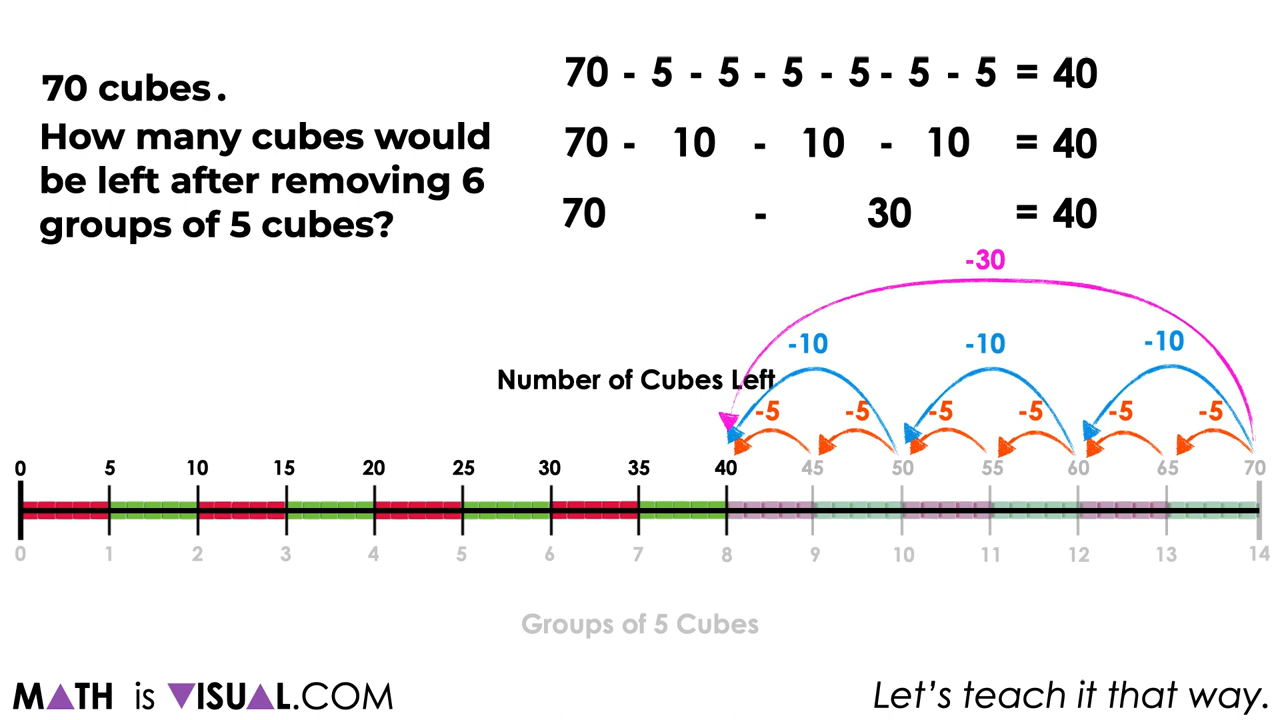 70 cubes.
How many cubes would
be left after removing 6
groups of 5 cubes?
70 - 5 - 5 - 5 - 5 - 5 - 5 = 40
70 - 10 - 10 - 10 = 40
70 - 30 = 40
-30
-10 -10 -10
Number of Cubes Left
-5 -5 -5 -5 -5 -5
0 5 10 15 20 25 30 35 40 45 50 55 60 65 70
0 1 2 3 4 5 6 7 8 9 10 11 12 13 14
Groups of 5 Cubes
MATH is VISUAL.COM
Let's teach it that way.